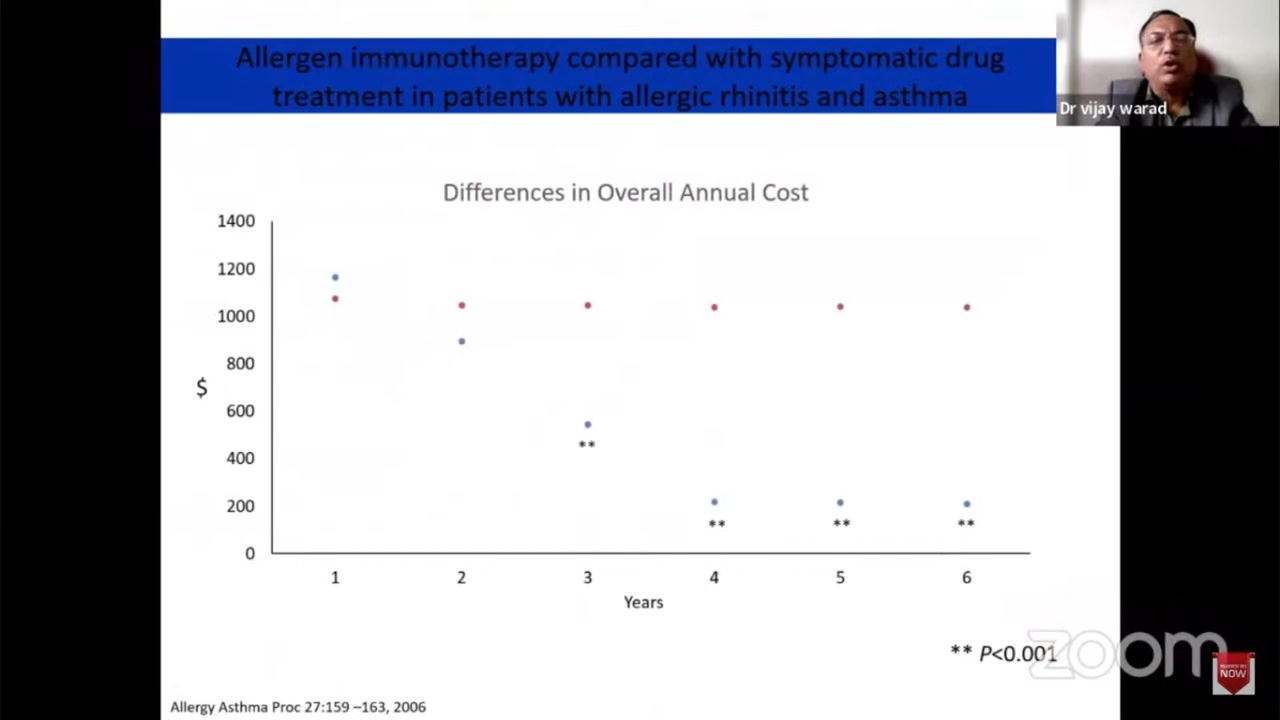 Allergen immunotherapy compared with symptomatic drug
treatment in patients with allergic rhinitis and asthma
Dr vijay warad
Differences in Overall Annual Cost
1400
1200
1000
800
600
400
200
0
$
**
**
**
**
1 2 3 4 5 6
Years
** P<0.001
zoom
NOW
Allergy Asthma Proc 27:159 –163, 2006